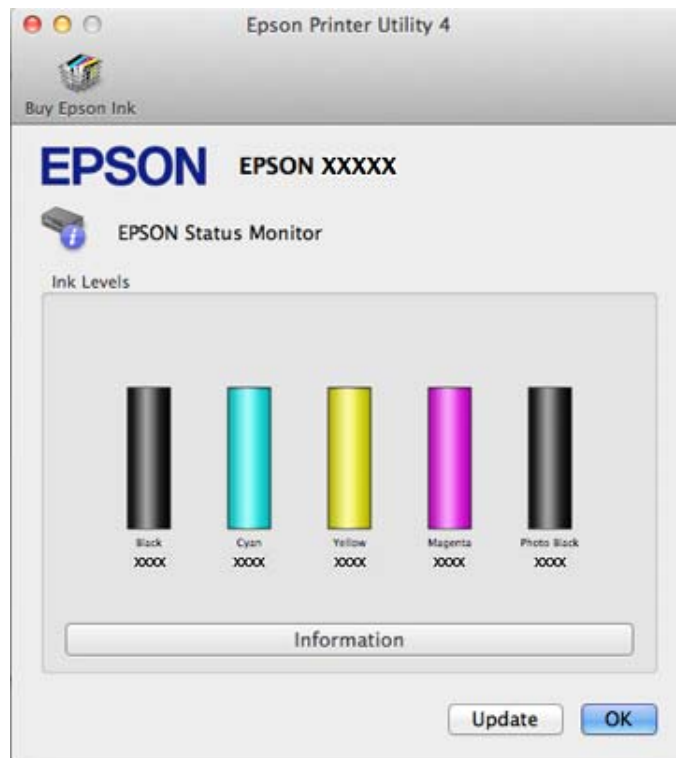 Epson Printer Utility 4
Buy Epson Ink
EPSON EPSON XXXXX
EPSON Status Monitor
Ink Levels
Black Cyan Yellow Magenta Photo Black
XXXX XXXX XXXX XXXX XXXX
Information
Update OK